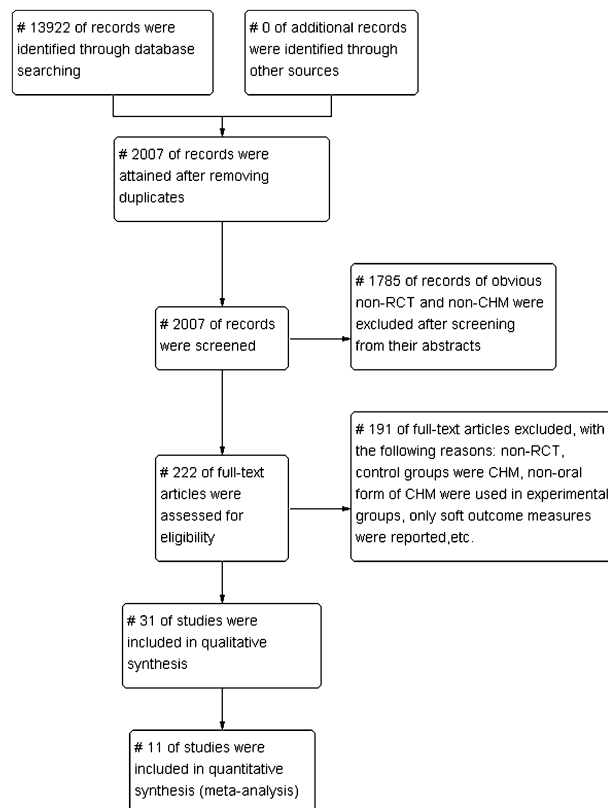 # 13922 of records were
identified through database
searching
# 0 of additional records
were identified through
other sources
# 2007 of records were
attained after removing
duplicates
# 2007 of records
were screened
# 1785 of records of obvious
non-RCT and non-CHM were
excluded after screening
from their abstracts
# 222 of full-text
articles were
assessed for
eligibility
# 191 of full-text articles excluded, with
the following reasons: non-RCT,
control groups were CHM, non-oral
form of CHM were used in experimental
groups, only soft outcome measures
were reported,etc.
# 31 of studies were
included in qualitative
synthesis
# 11 of studies were
included in quantitative
synthesis (meta-analysis)